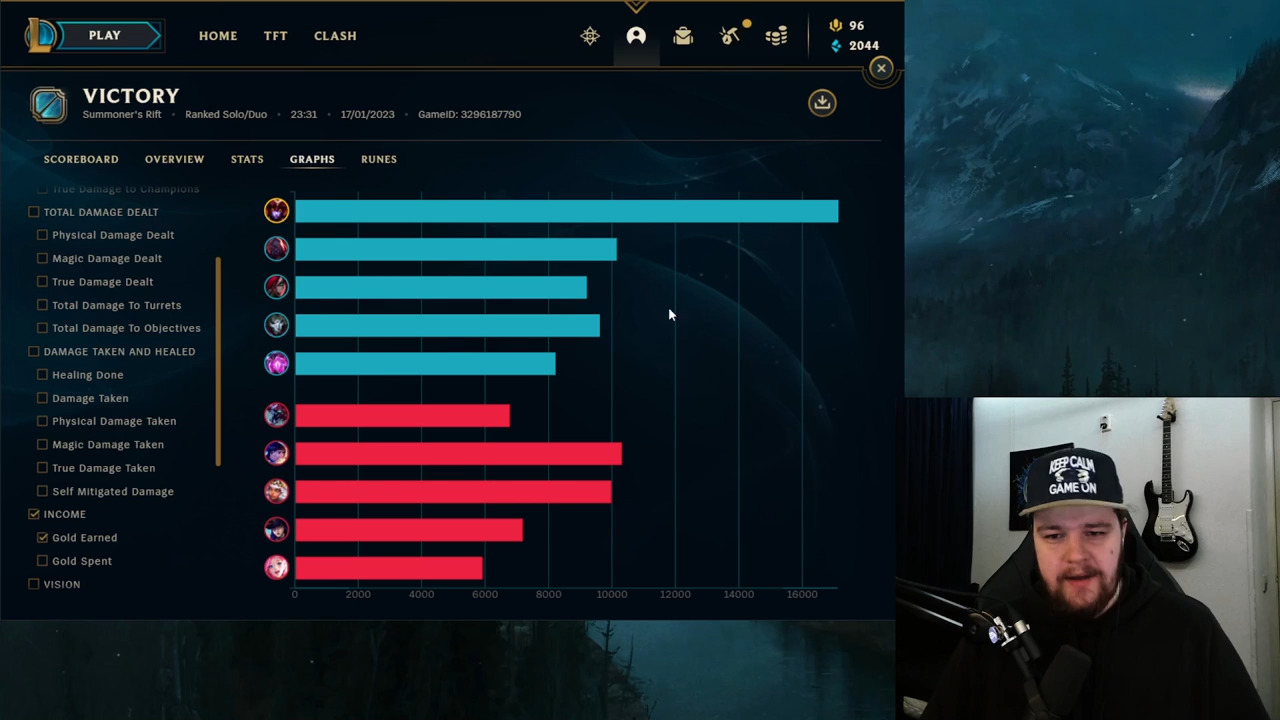 PLAY
HOME
TFT
CLASH
96
2044
VICTORY
Summoner's Rift • Ranked Solo/Duo • 23:31 • 17/01/2023 • GameID: 3296187790
SCOREBOARD
OVERVIEW
STATS
GRAPHS
RUNES
True Damage to Champions
TOTAL DAMAGE DEALT
Physical Damage Dealt
Magic Damage Dealt
True Damage Dealt
Total Damage To Turrets
Total Damage To Objectives
DAMAGE TAKEN AND HEALED
Healing Done
Damage Taken
Physical Damage Taken
Magic Damage Taken
True Damage Taken
Self Mitigated Damage
INCOME
Gold Earned
Gold Spent
VISION
0 2000 4000 6000 8000 10000 12000 14000 16000
KEEP CALM
GAME ON